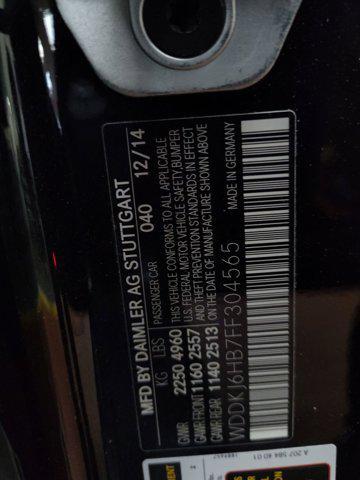 MFD BY DAIMLER AG STUTTGART
PASSENGER CAR 040 12/14
KG LBS
GMWR 2250 4960
GAWR FRONT 1160 2557
GAWR REAR 1140 2513
THIS VEHICLE CONFORMS TO ALL APPLICABLE
U.S. FEDERAL MOTOR VEHICLE SAFETY, BUMPER
AND THEFT PREVENTION STANDARDS IN EFFECT
ON THE DATE OF MANUFACTURE SHOWN ABOVE
WDDKJ6HB7FF304565
MADE IN GERMANY
A 207 584 40 01